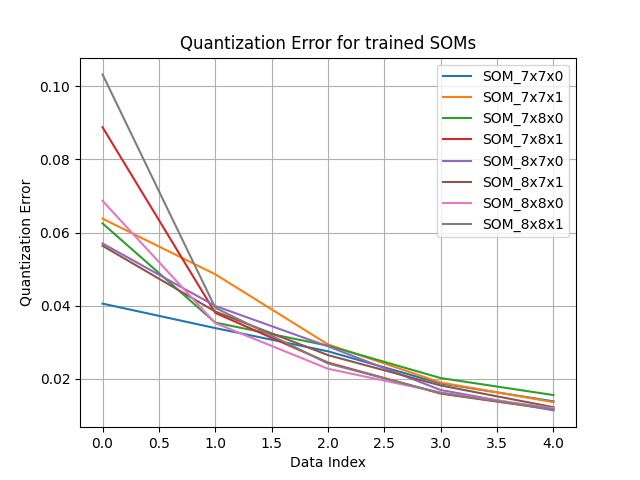 Quantization Error for trained SOMs
SOM_7x7x0
SOM_7x7x1
SOM_7x8x0
SOM_7x8x1
SOM_8x7x0
SOM_8x7x1
SOM_8x8x0
SOM_8x8x1
Quantization Error
0.10
0.08
0.06
0.04
0.02
0.0 0.5 1.0 1.5 2.0 2.5 3.0 3.5 4.0
Data Index